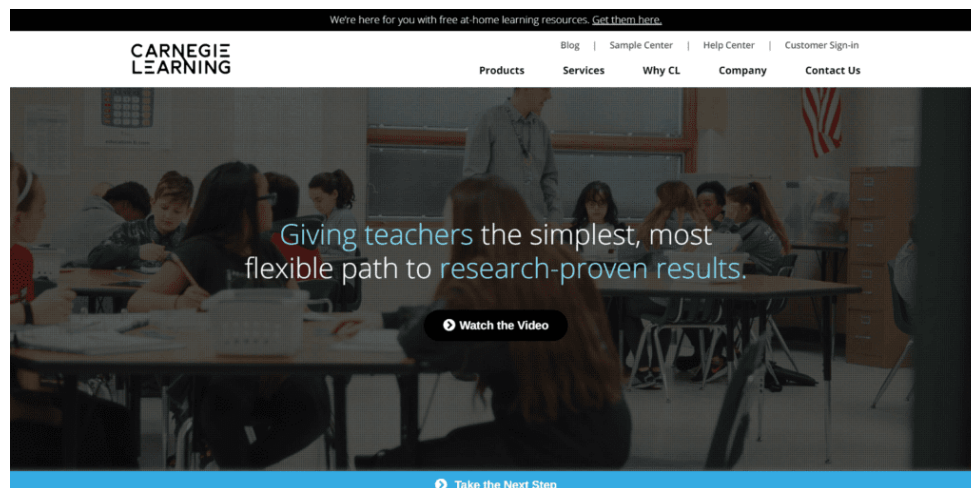 We're here for you with free at-home learning resources. Get them here.
CARNEGIE
LEARNING
Blog | Sample Center | Help Center | Customer Sign-in
Products Services Why CL Company Contact Us
Giving teachers the simplest, most
flexible path to research-proven results.
Watch the Video
Take the Next Step